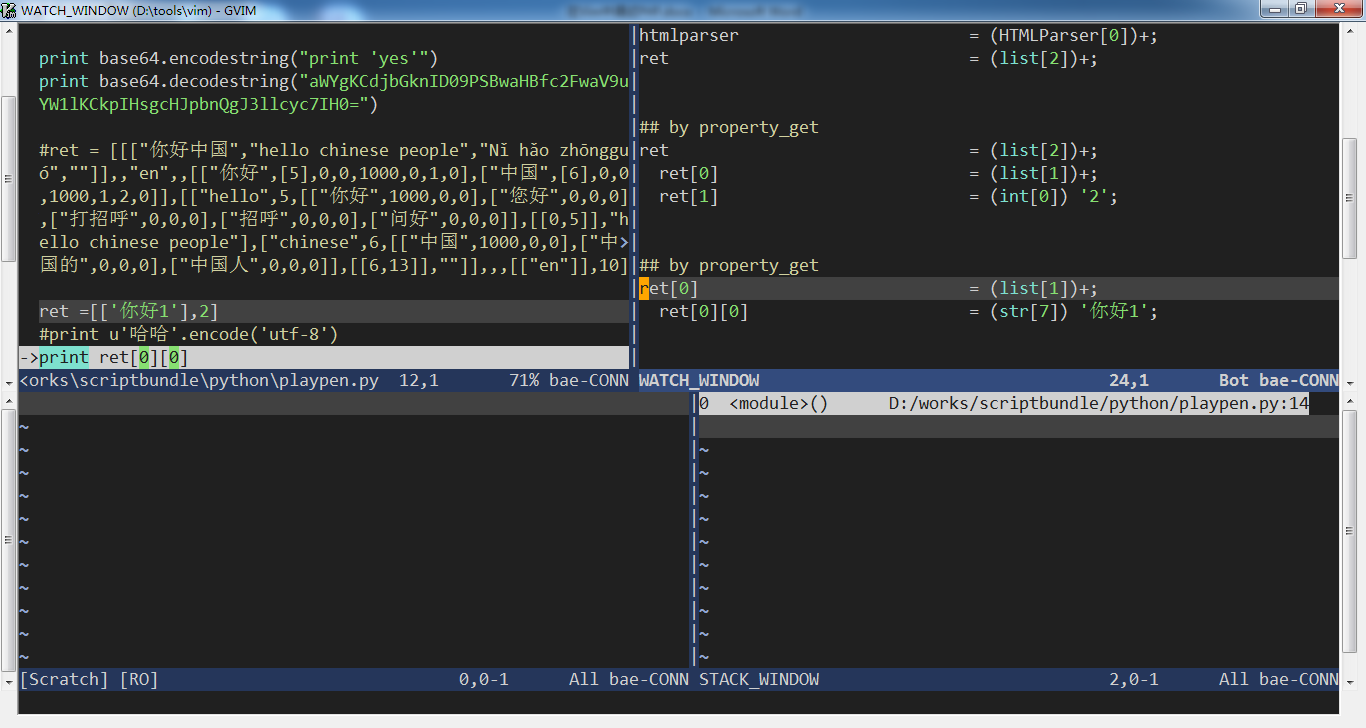 WATCH_WINDOW (D:\tools\vim) - GVIM
print base64.encodestring("print 'yes'")
print base64.decodestring("aWYgKCdjbGknID09PSBwaHBfc2FwaV9u
YW1lKCkpIHsgcHJpbnQgJ3llcyc7IH0=")
#ret = [[["你好中国","hello chinese people","Nǐ hǎo zhōnggu
ó",""]],,"en",,[["你好",[5],0,0,1000,0,1,0],["中国",[6],0,0
,1000,1,2,0]],[["hello",5,[["你好",1000,0,0],["您好",0,0,0]
,["打招呼",0,0,0],["招呼",0,0,0],["问好",0,0,0]],[[0,5]],"h
ello chinese people"],["chinese",6,[["中国",1000,0,0],["中>
国的",0,0,0],["中国人",0,0,0]],[[6,13]],""]],,,[["en"]],10]
ret =[['你好1'],2]
#print u'哈哈'.encode('utf-8')
->print ret[0][0]
<orks\scriptbundle\python\playpen.py 12,1 71% bae-CONN
htmlparser = (HTMLParser[0])+;
ret = (list[2])+;
## by property_get
ret = (list[2])+;
ret[0] = (list[1])+;
ret[1] = (int[0]) '2';
## by property_get
ret[0] = (list[1])+;
ret[0][0] = (str[7]) '你好1';
WATCH_WINDOW 24,1 Bot bae-CONN
~
~
~
~
~
~
~
~
~
~
~
[Scratch] [RO] 0,0-1 All bae-CONN
0 <module>() D:/works/scriptbundle/python/playpen.py:14
~
~
~
~
~
~
~
~
~
~
STACK_WINDOW 2,0-1 All bae-CONN